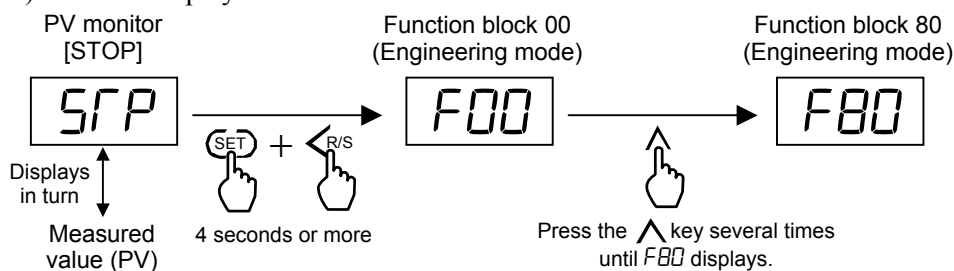 PV monitor
[STOP]
Function block 00
(Engineering mode)
Function block 80
(Engineering mode)
STP
F00
F80
SET + <R/S
Displays
in turn
4 seconds or more
Measured
value (PV)
Press the ∧ key several times
until F80 displays.